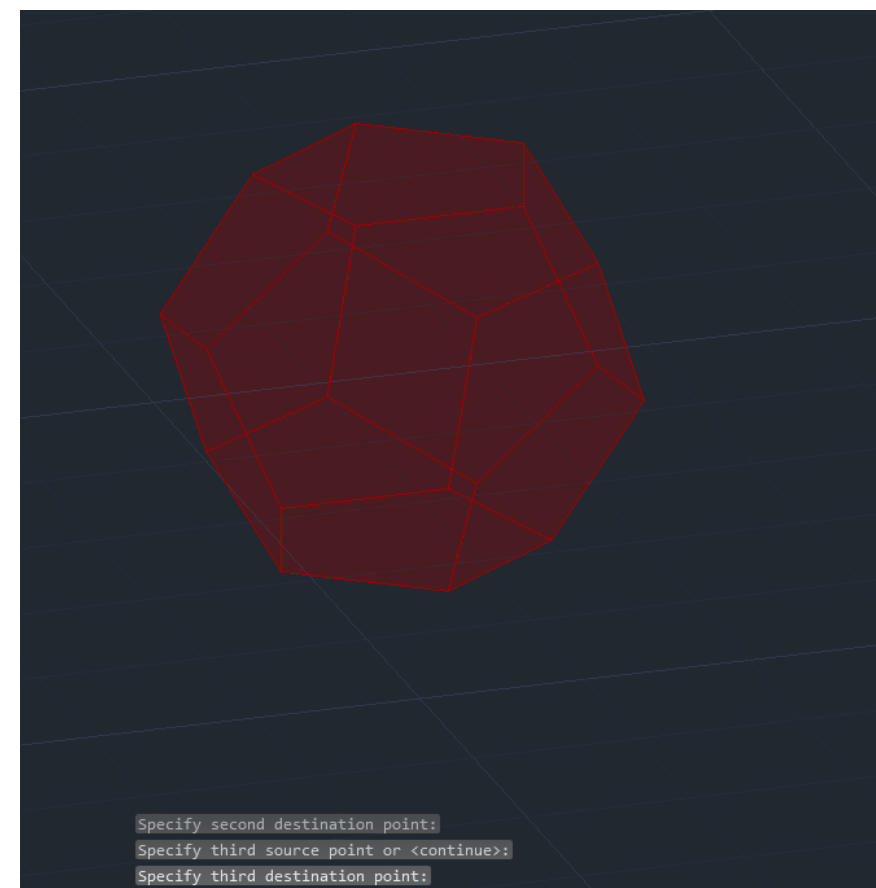 Specify second destination point:
Specify third source point or <continue>:
Specify third destination point: